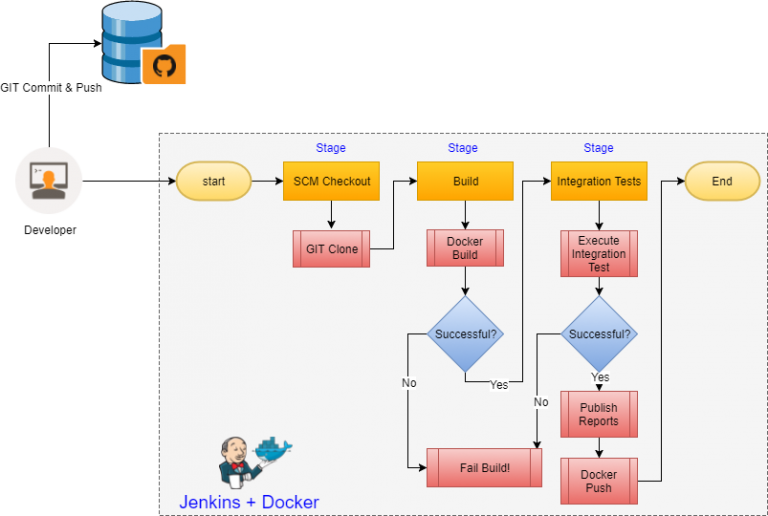 GIT Commit & Push
Developer
Stage
Stage
Stage
start
SCM Checkout
Build
Integration Tests
End
GIT Clone
Docker
Build
Execute
Integration
Test
Successful?
Successful?
No
Yes
No
Yes
Publish
Reports
Fail Build!
Docker
Push
Jenkins + Docker